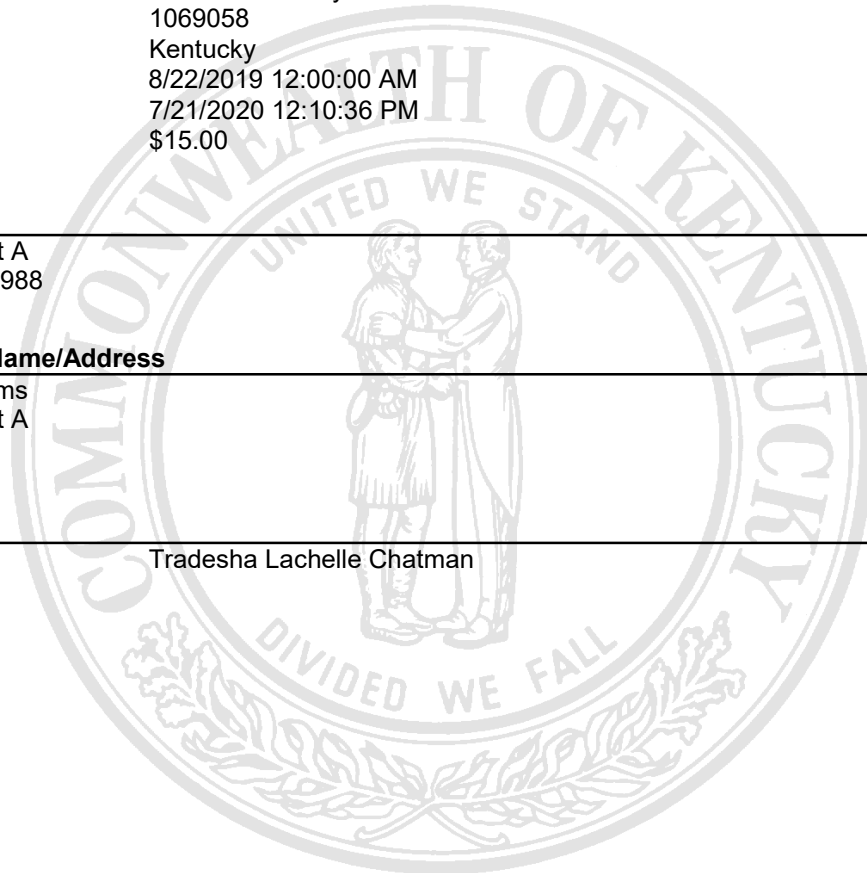 1069058
Kentucky
8/22/2019 12:00:00 AM
7/21/2020 12:10:36 PM
$15.00
COMMONWEALTH OF KENTUCKY
UNITED WE STAND
t A
988
ame/Address
ms
t A
Tradesha Lachelle Chatman
DIVIDED WE FALL